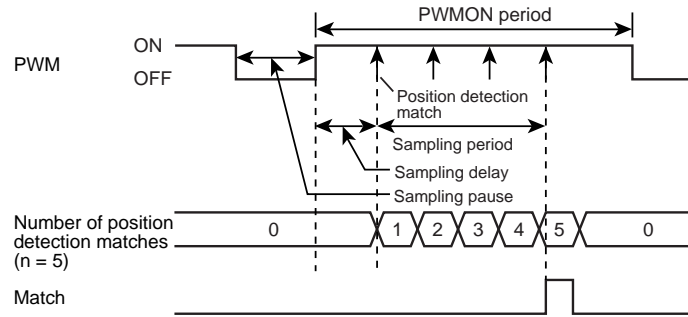 PWMON period
ON
PWM
OFF
Position detection
match
Sampling period
Sampling delay
Sampling pause
Number of position
detection matches
(n = 5)
0 1 2 3 4 5 0
Match